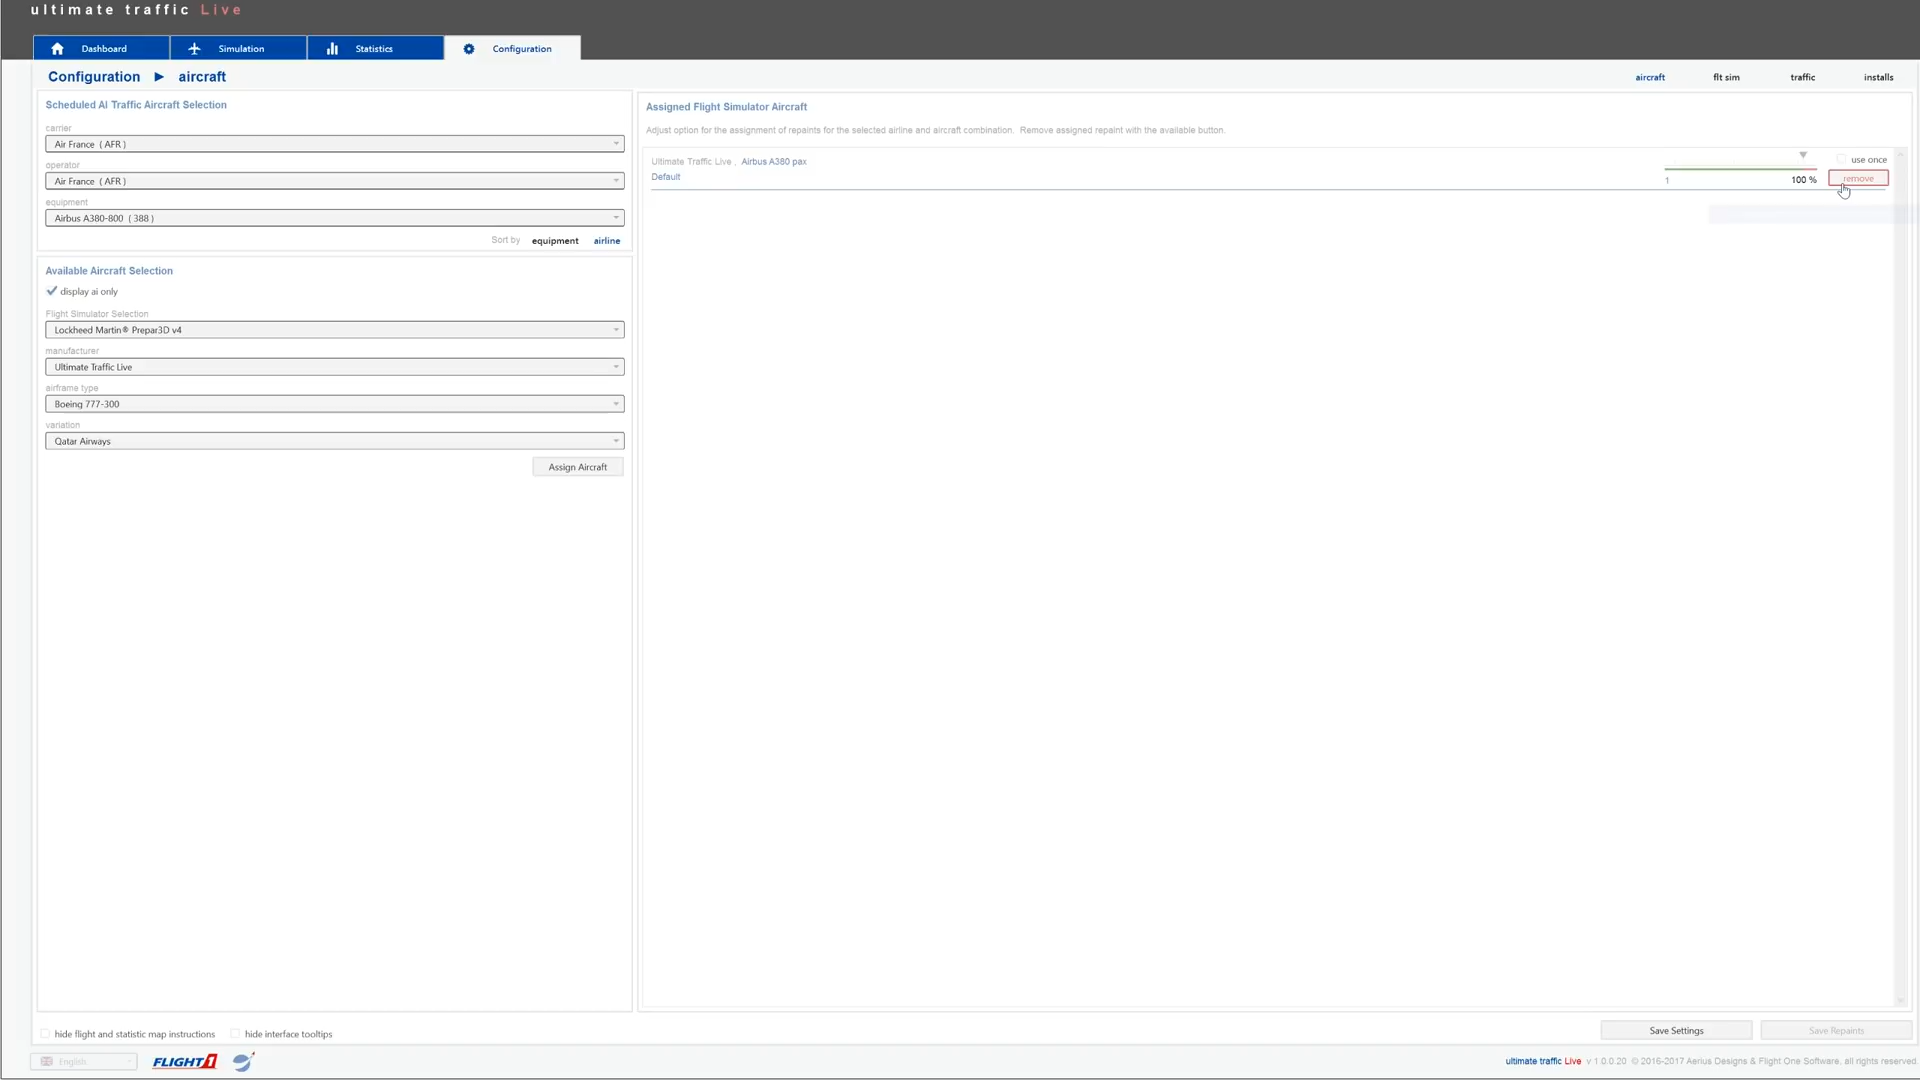 ultimate traffic Live
Dashboard
Simulation
Statistics
Configuration
Configuration ► aircraft
aircraft
flt sim
traffic
installs
Scheduled AI Traffic Aircraft Selection
carrier
Air France ( AFR )
operator
Air France ( AFR )
equipment
Airbus A380-800 ( 388 )
Sort by equipment airline
Available Aircraft Selection
display ai only
Flight Simulator Selection
Lockheed Martin® Prepar3D v4
manufacturer
Ultimate Traffic Live
airframe type
Boeing 777-300
variation
Qatar Airways
Assign Aircraft
Assigned Flight Simulator Aircraft
Adjust option for the assignment of repaints for the selected airline and aircraft combination. Remove assigned repaint with the available button.
Ultimate Traffic Live . Airbus A380 pax
Default
1
100 %
use once
remove
hide flight and statistic map instructions
hide interface tooltips
Save Settings
Save Repaints
English
FLIGHT1
ultimate traffic Live v 1.0.0.20 © 2016-2017 Aerius Designs & Flight One Software, all rights reserved.